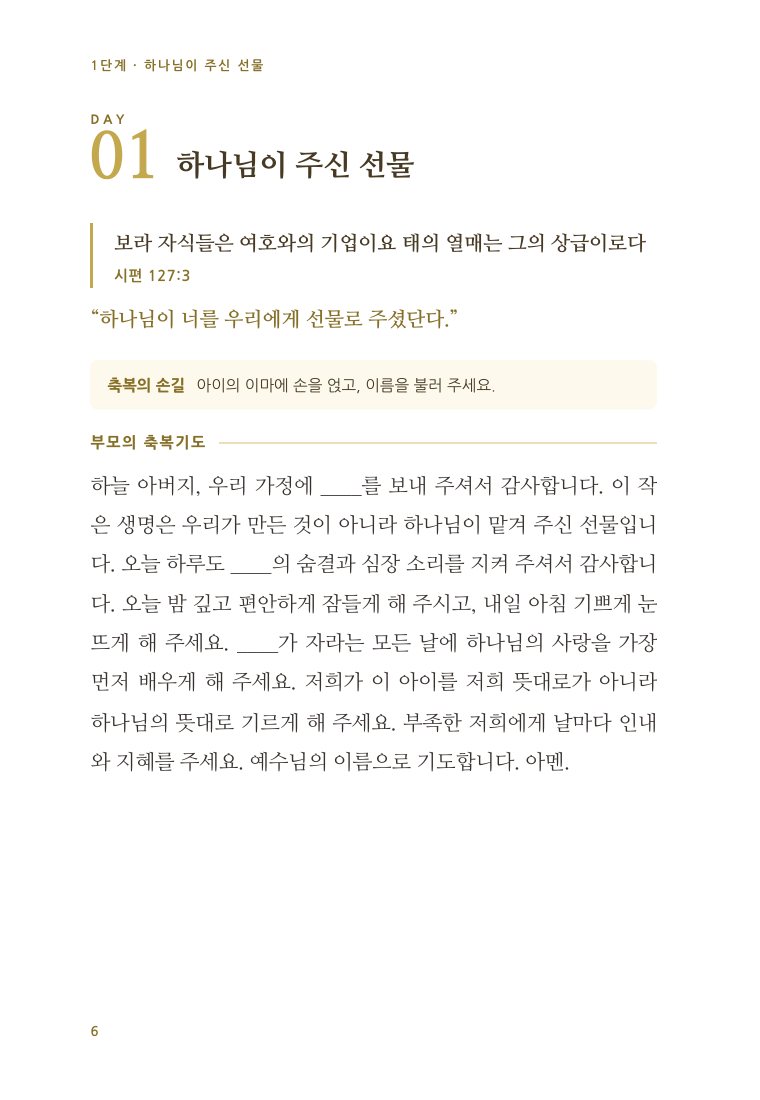 1단계 · 하나님이 주신 선물
DAY
01 하나님이 주신 선물
보라 자식들은 여호와의 기업이요 태의 열매는 그의 상급이로다
시편 127:3
“하나님이 너를 우리에게 선물로 주셨단다.”
축복의 손길 아이의 이마에 손을 얹고, 이름을 불러 주세요.
부모의 축복기도
하늘 아버지, 우리 가정에 ____를 보내 주셔서 감사합니다. 이 작
은 생명은 우리가 만든 것이 아니라 하나님이 맡겨 주신 선물입니
다. 오늘 하루도 ____의 숨결과 심장 소리를 지켜 주셔서 감사합니
다. 오늘 밤 깊고 편안하게 잠들게 해 주시고, 내일 아침 기쁘게 눈
뜨게 해 주세요. ____가 자라는 모든 날에 하나님의 사랑을 가장
먼저 배우게 해 주세요. 저희가 이 아이를 저희 뜻대로가 아니라
하나님의 뜻대로 기르게 해 주세요. 부족한 저희에게 날마다 인내
와 지혜를 주세요. 예수님의 이름으로 기도합니다. 아멘.
6